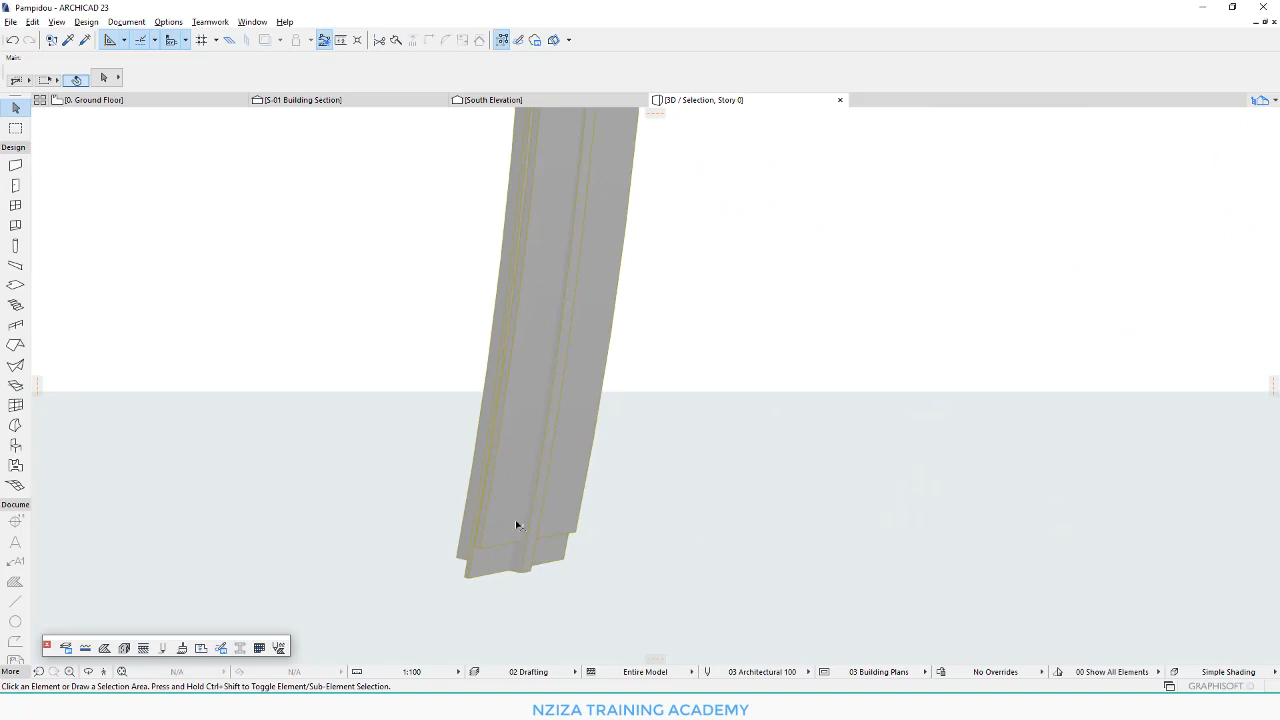 Pampidou - ARCHICAD 23
File Edit View Design Document Options Teamwork Window Help
Main:
[0. Ground Floor]
[S-01 Building Section]
[South Elevation]
[3D / Selection, Story 0]
Design
Docume
More
N/A
N/A
1:100
02 Drafting
Entire Model
03 Architectural 100
03 Building Plans
No Overrides
00 Show All Elements
Simple Shading
Click an Element or Draw a Selection Area. Press and Hold Ctrl+Shift to Toggle Element/Sub-Element Selection.
GRAPHISOFT
NZIZA TRAINING ACADEMY